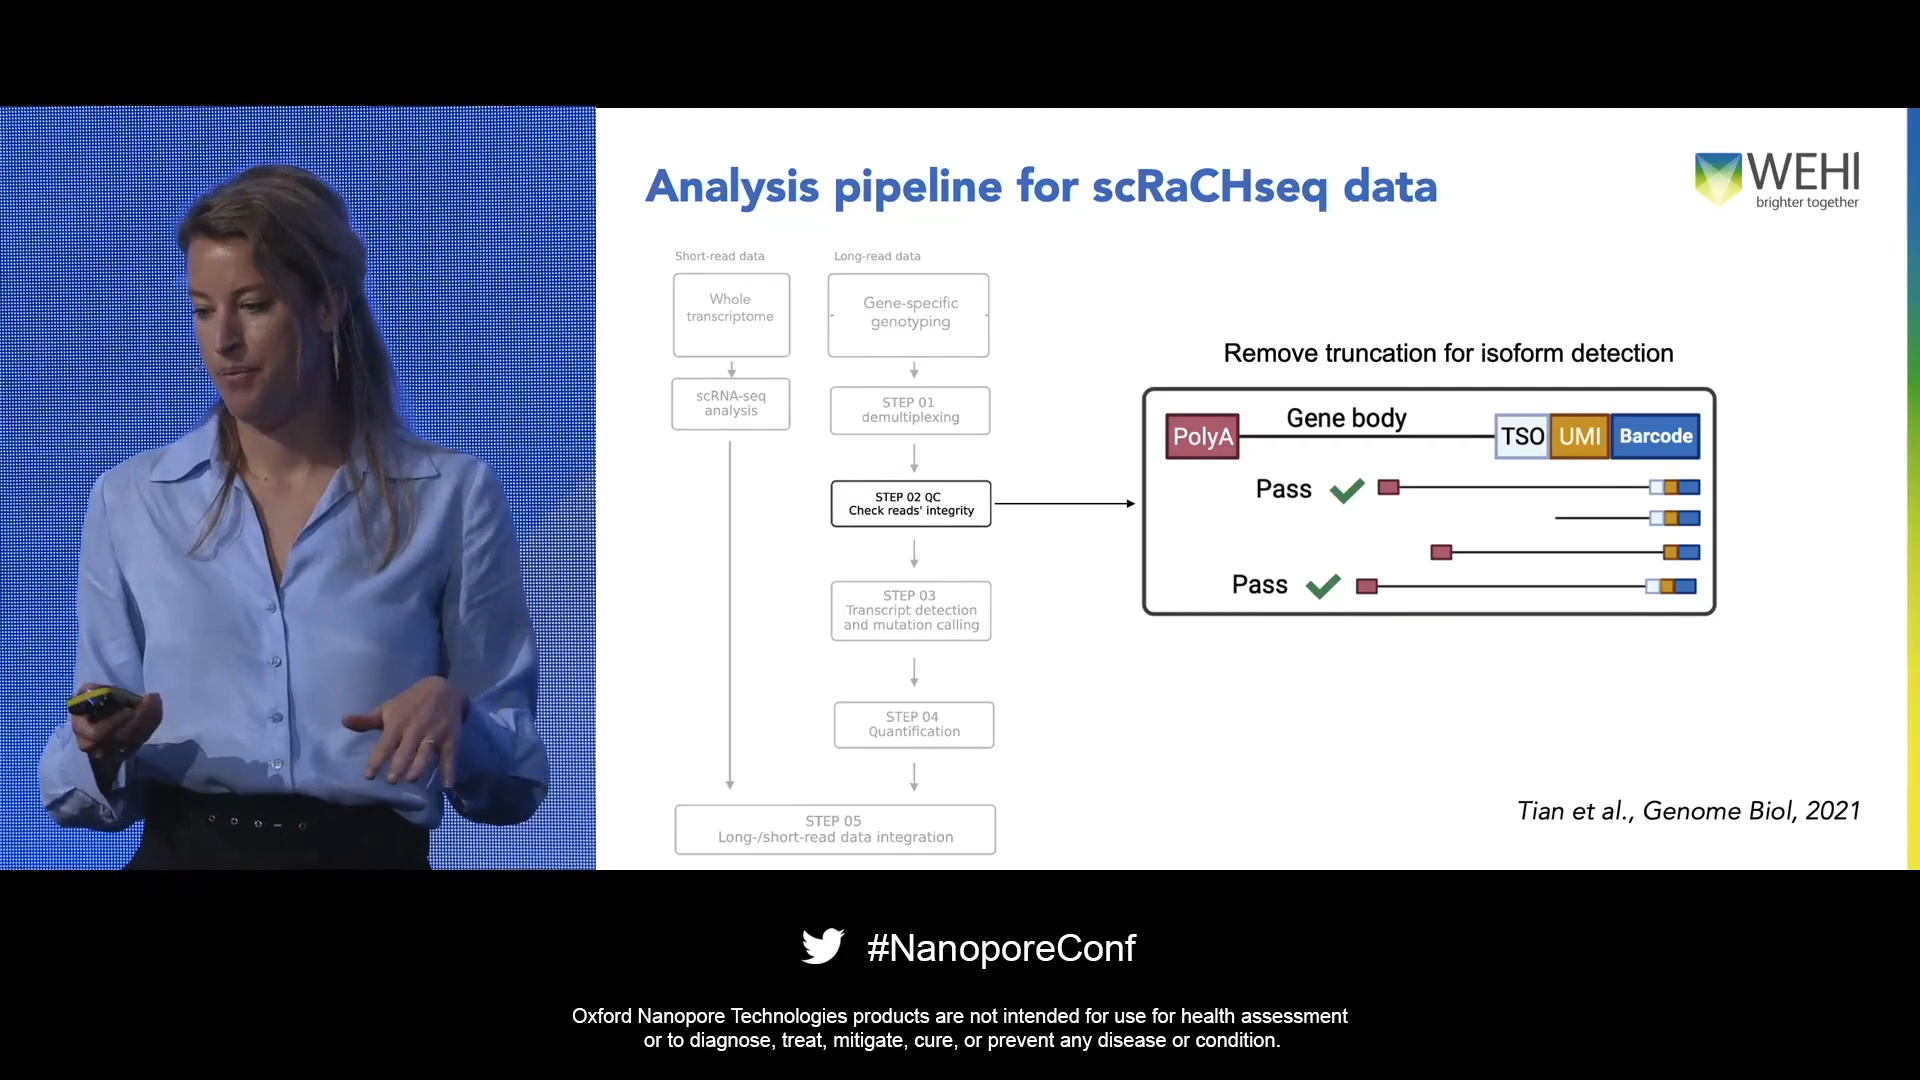 Analysis pipeline for scRaCHseq data
WEHI
brighter together
Short-read data
Long-read data
Whole
transcriptome
Gene-specific
genotyping
scRNA-seq
analysis
STEP 01
demultiplexing
STEP 02 QC
Check reads' integrity
STEP 03
Transcript detection
and mutation calling
STEP 04
Quantification
STEP 05
Long-/short-read data integration
Remove truncation for isoform detection
PolyA
Gene body
TSO
UMI
Barcode
Pass
Pass
Tian et al., Genome Biol, 2021
#NanoporeConf
Oxford Nanopore Technologies products are not intended for use for health assessment
or to diagnose, treat, mitigate, cure, or prevent any disease or condition.